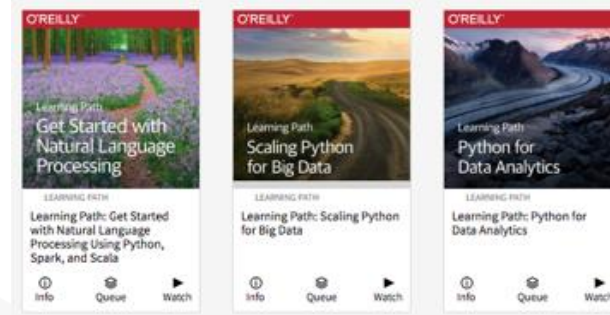 O'REILLY
Learning Path
Get Started with
Natural Language
Processing
LEARNING PATH
Learning Path: Get Started
with Natural Language
Processing Using Python,
Spark, and Scala
Info Queue Watch
O'REILLY
Learning Path
Scaling Python
for Big Data
LEARNING PATH
Learning Path: Scaling Python
for Big Data
Info Queue Watch
O'REILLY
Learning Path
Python for
Data Analytics
LEARNING PATH
Learning Path: Python for
Data Analytics
Info Queue Watch